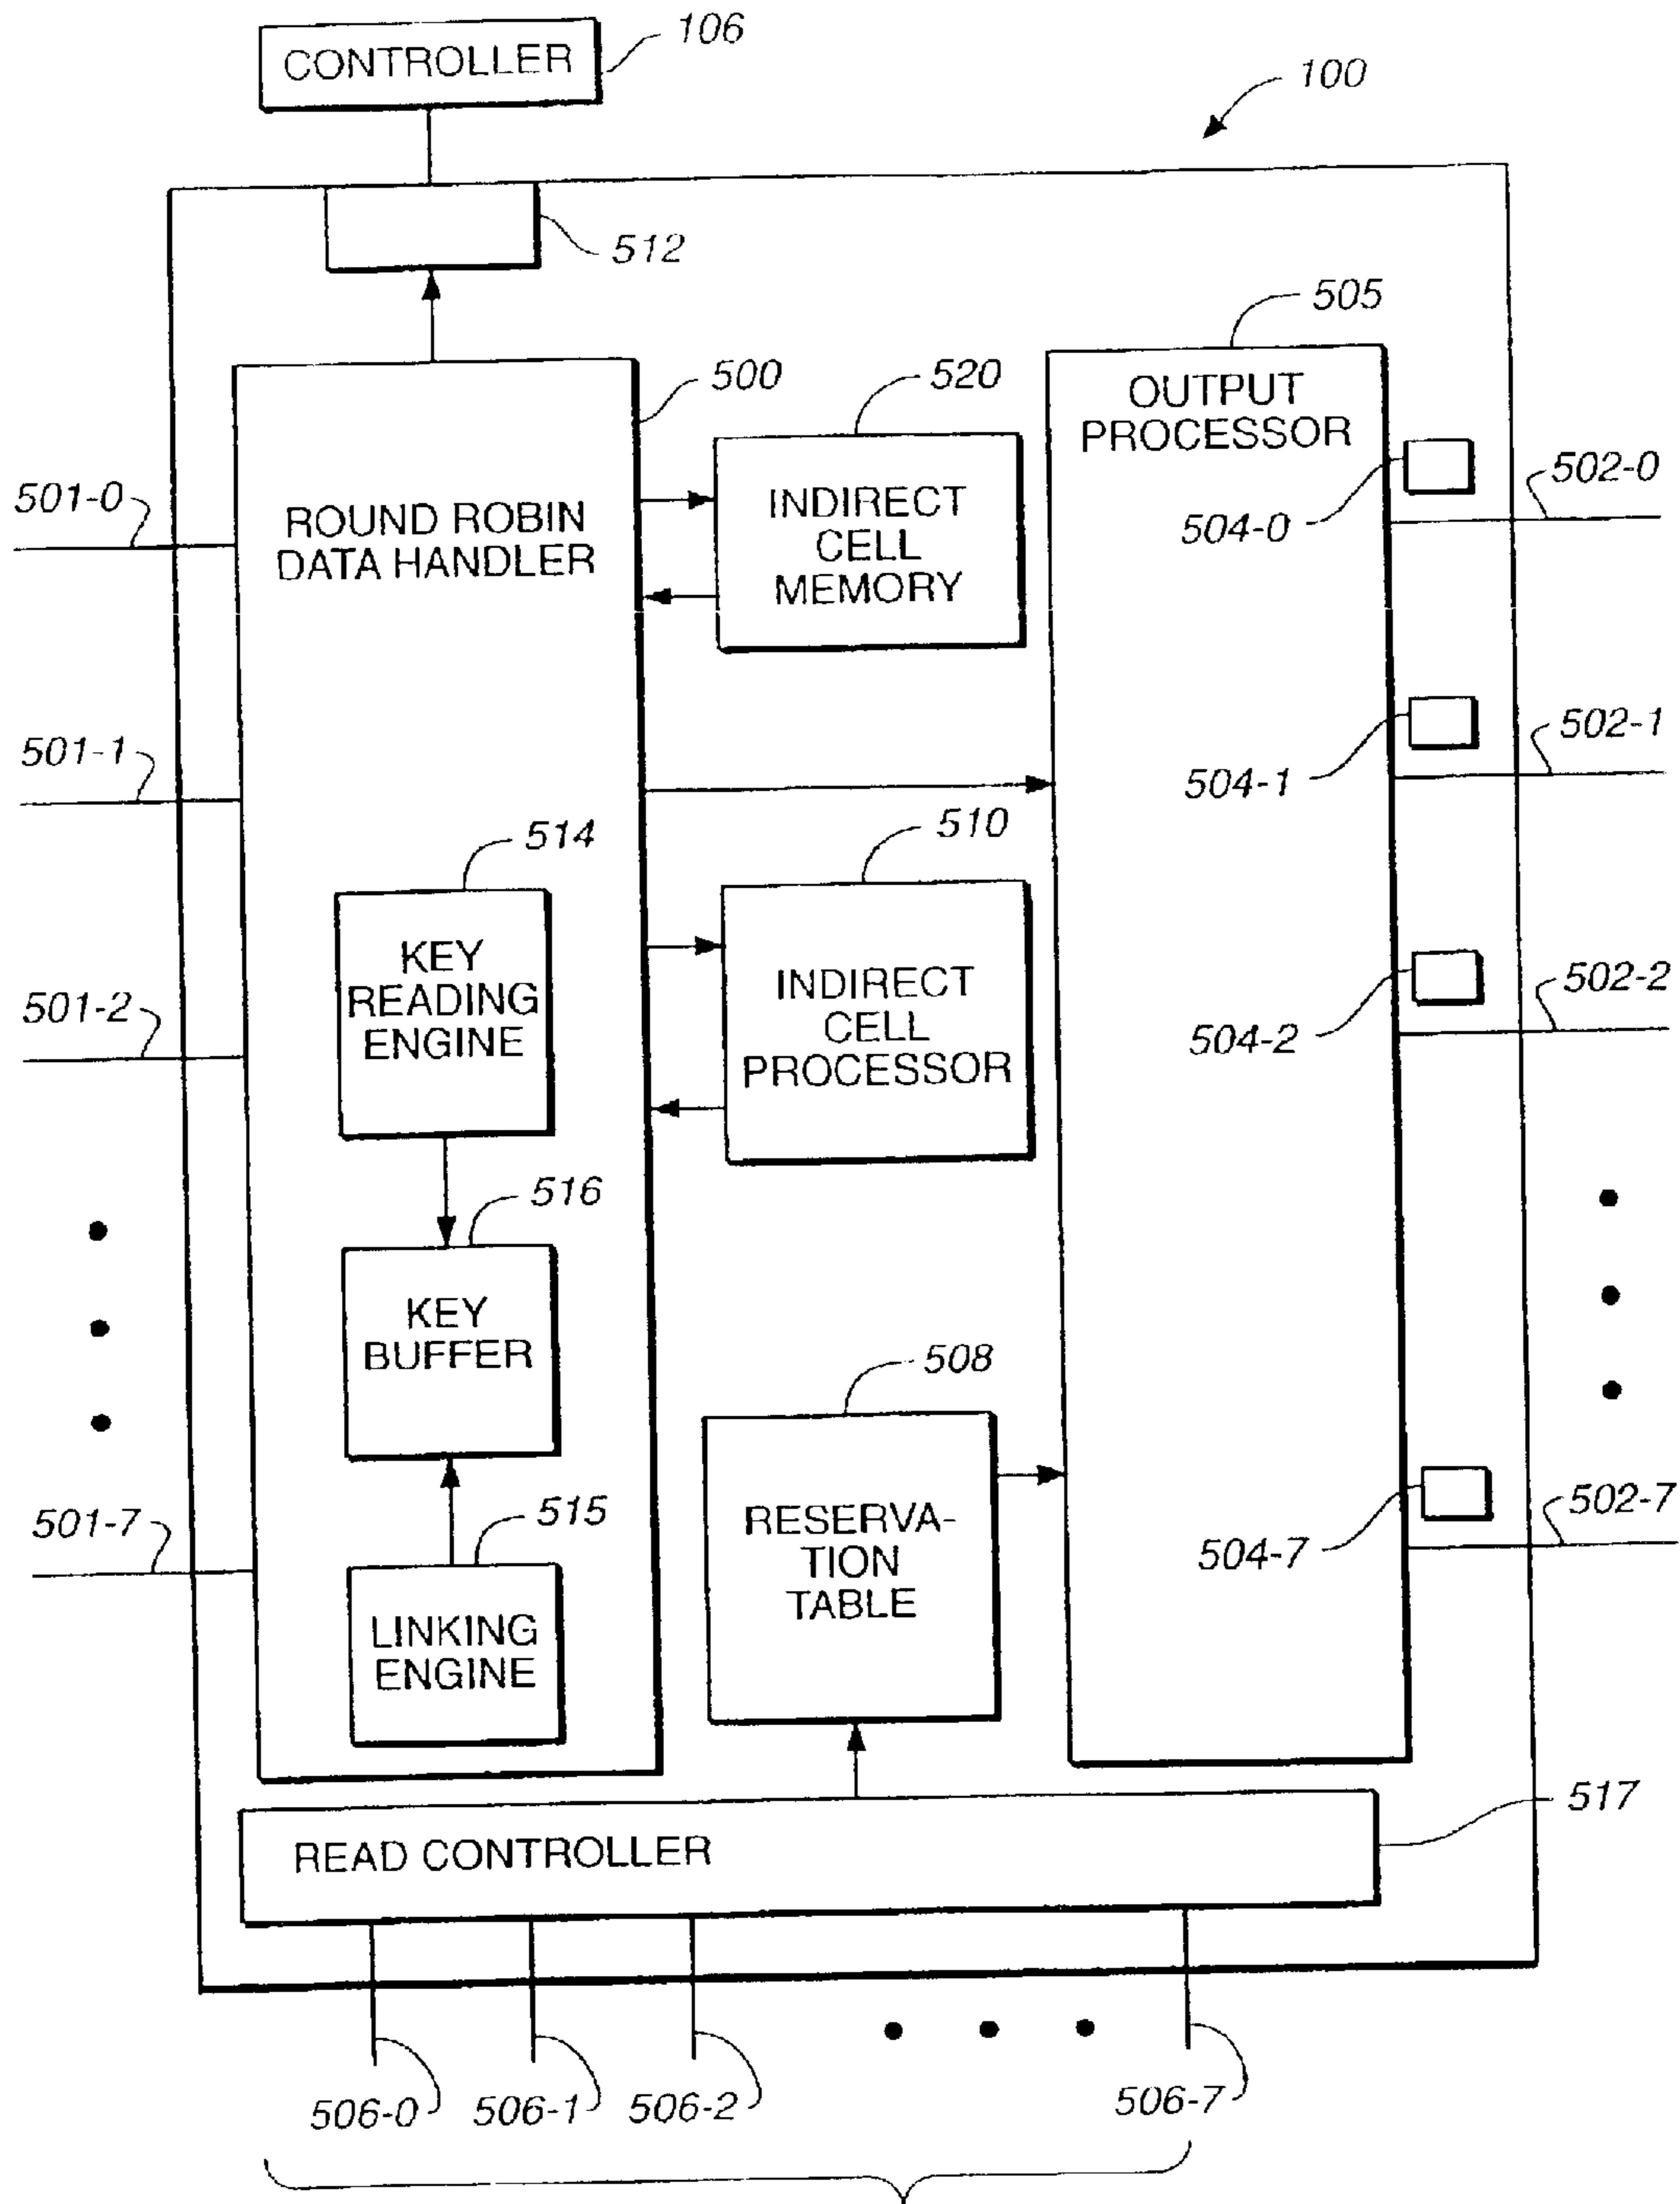 CONTROLLER
106
100
512
505
OUTPUT
PROCESSOR
500
520
ROUND ROBIN
DATA HANDLER
INDIRECT
CELL
MEMORY
501-0
504-0
502-0
501-1
504-1
502-1
514
510
KEY
READING
ENGINE
INDIRECT
CELL
PROCESSOR
501-2
504-2
502-2
516
KEY
BUFFER
508
501-7
515
RESERVA-
TION
TABLE
504-7
502-7
LINKING
ENGINE
517
READ CONTROLLER
506-0
506-1
506-2
506-7